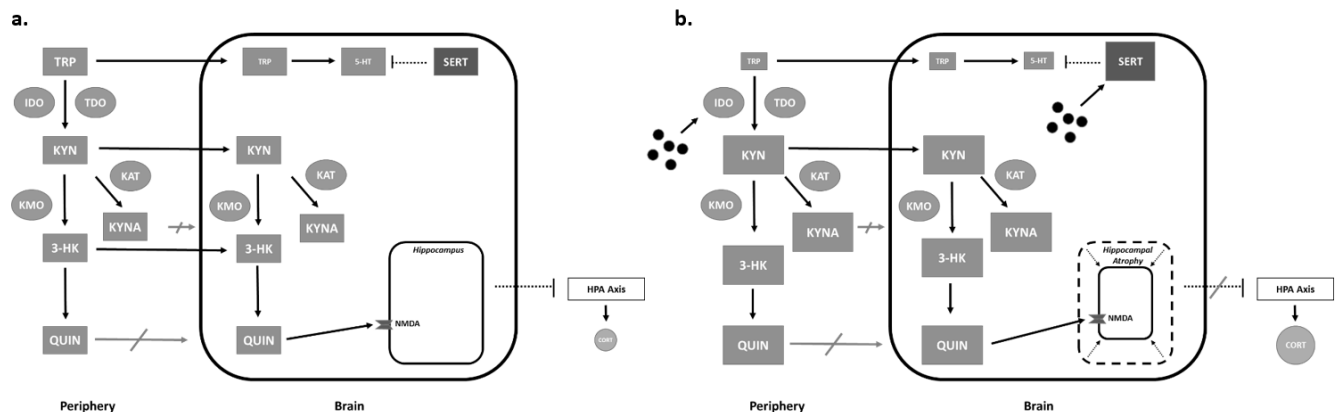 a.
TRP
TRP
5-HT
SERT
IDO
TDO
KYN
KYN
KAT
KAT
KMO
KMO
KYNA
KYNA
3-HK
3-HK
Hippocampus
HPA Axis
NMDA
CORT
QUIN
QUIN
Periphery
Brain
b.
TRP
TRP
5-HT
SERT
IDO
TDO
KYN
KYN
KAT
KAT
KMO
KMO
KYNA
KYNA
3-HK
3-HK
Hippocampal
Atrophy
HPA Axis
NMDA
QUIN
QUIN
CORT
Periphery
Brain